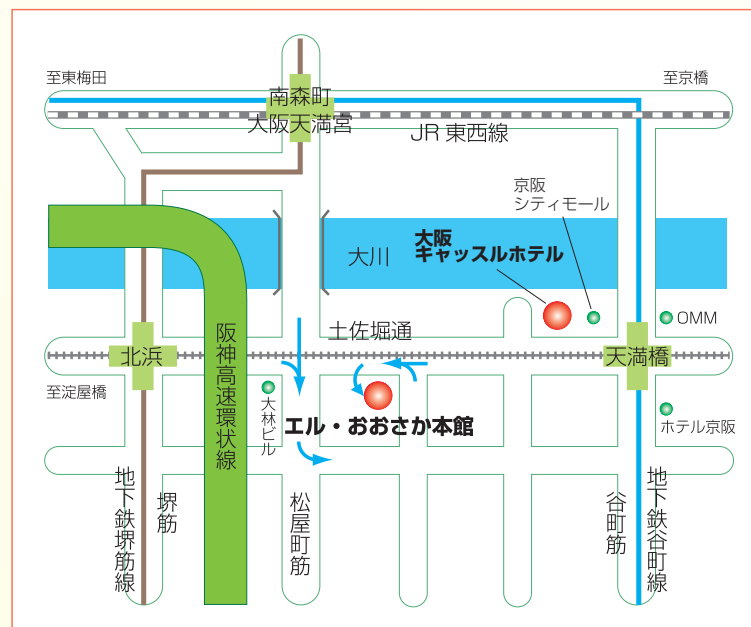 至東梅田
至京橋
南森町
大阪天満宮
JR 東西線
京阪
シティモール
大阪
キャッスルホテル
大川
土佐堀通
OMM
北浜
天満橋
至淀屋橋
阪神高速環状線
大林ビル
エル・おおさか本館
ホテル京阪
地下鉄堺筋線
堺筋
松屋町筋
谷町筋
地下鉄谷町線